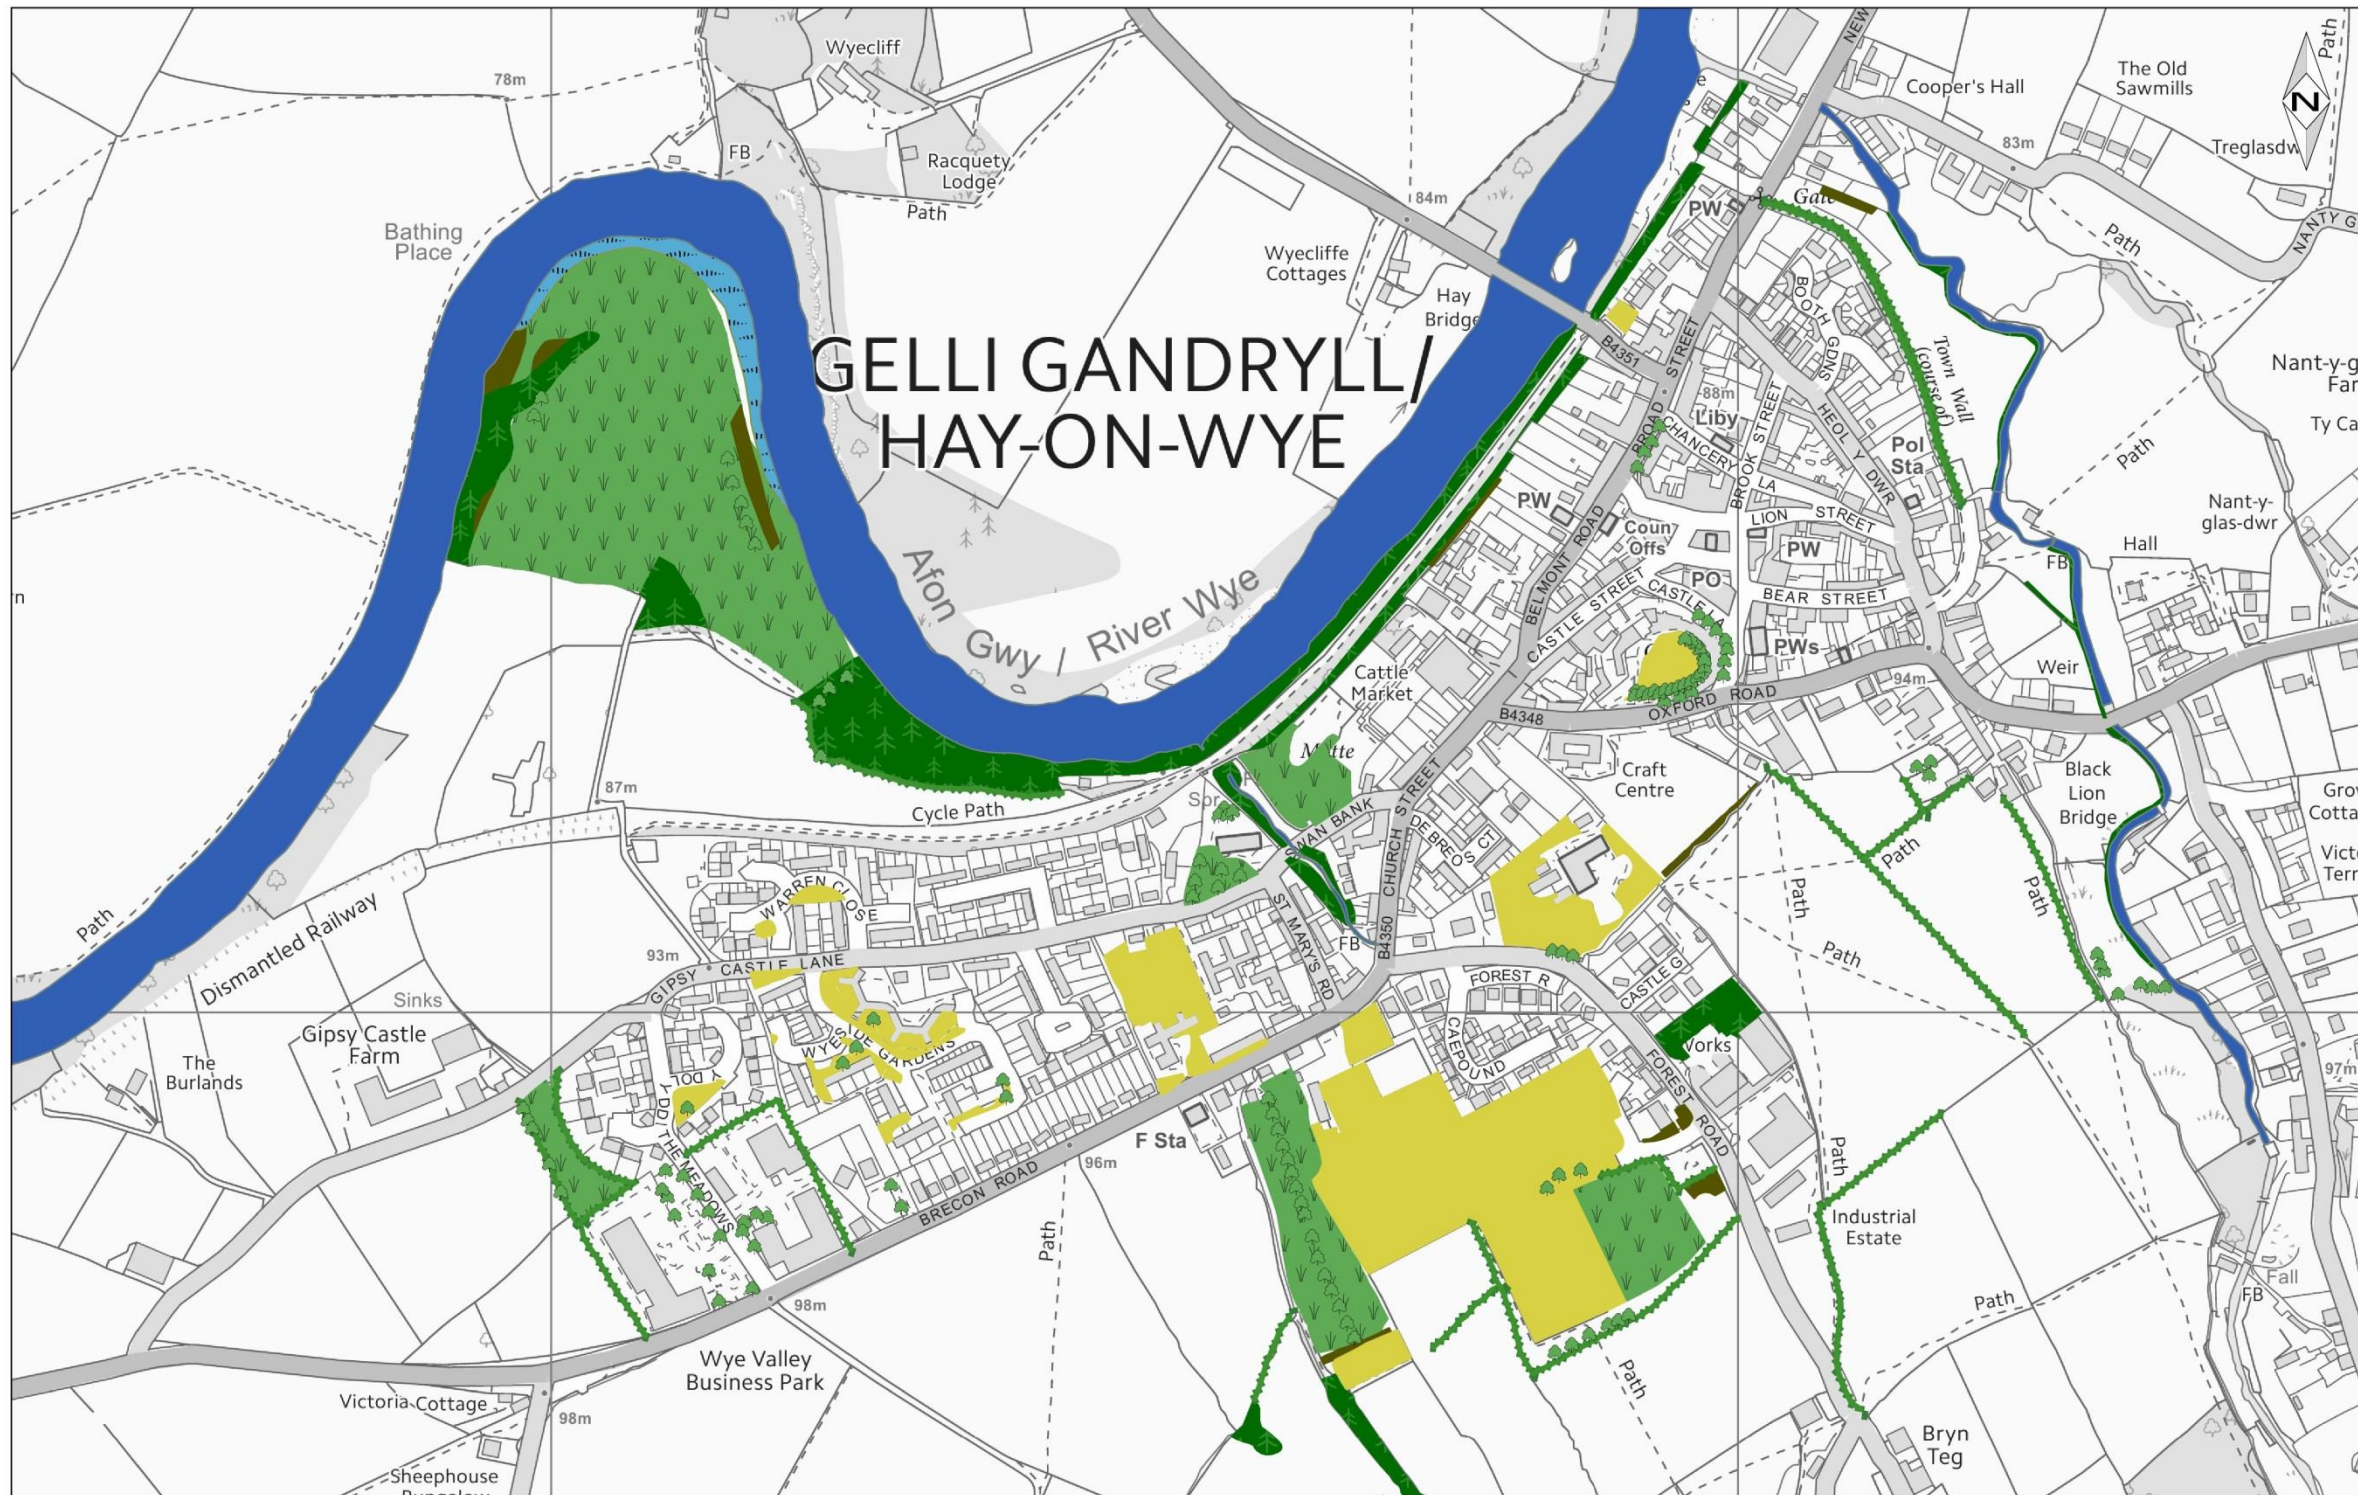 Wyecliff
NEW
Path
78m
Cooper's Hall
The Old
Sawmills
N
FB
83m
Racquety
Lodge
Path
84m
PW
Gate
NANTY G
Bathing
Place
Wyecliffe
Cottages
Path
Hay
Bridge
BOOTH GDNS
B4351
STREET
Town Wall
(course of)
GELLI GANDRYLL/
HAY-ON-WYE
88m
Liby
BROAD
CHANCERY LA
BROOK STREET
HEOL Y DWR
Pol
Sta
Path
PW
BELMONT ROAD
Coun
Offs
LION STREET
PW
Nant-y-
glas-dwr
Hall
FB
Afon Gwy / River Wye
CASTLE STREET
CASTLE LA
PO
BEAR STREET
PWs
Weir
94m
Cattle
Market
B4348
OXFORD ROAD
87m
Cycle Path
Craft
Centre
Black
Lion
Bridge
SWAN BANK
CHURCH STREET
DE BREOS CT
Path
Path
Path
WARREN CLOSE
ST MARY'S RD
FB
B4350
Path
Path
Dismantled Railway
93m
GIPSY CASTLE LANE
FOREST R
CASTLE G
Sinks
Gipsy Castle
Farm
The
Burlands
WYESIDE GARDENS
CAEPOUND
FOREST ROAD
97m
F Sta
96m
THE MEADOWS
BRECON ROAD
Path
Path
Industrial
Estate
Fall
FB
Path
98m
Wye Valley
Business Park
Path
Victoria Cottage
98m
Bryn
Teg
Sheephouse